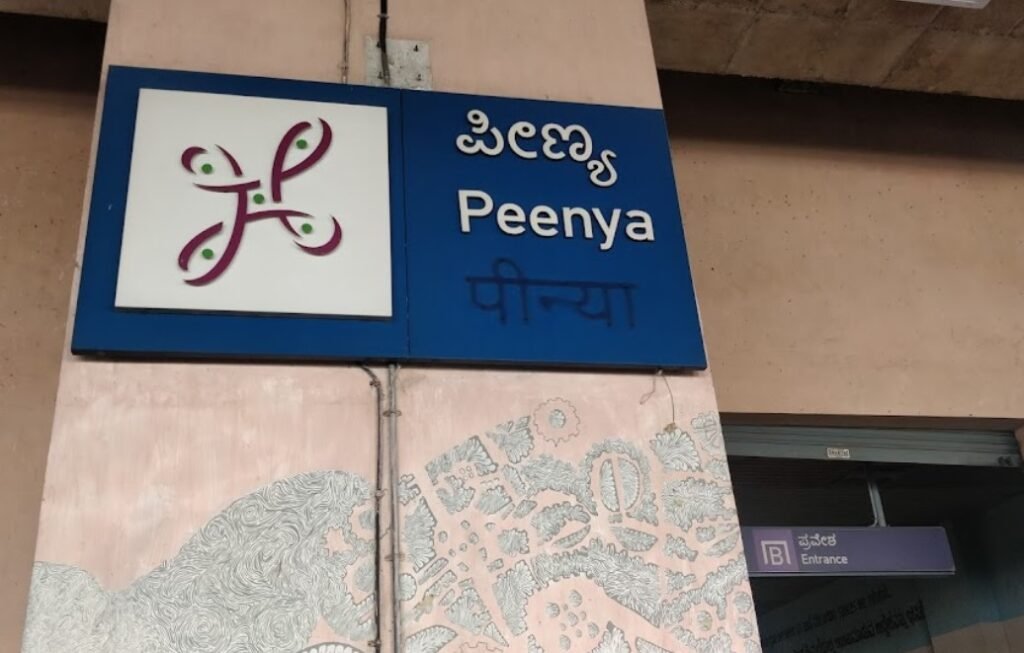 ಪೀಣ್ಯ
Peenya
पीन्या
B
ಪ್ರವೇಶ
Entrance